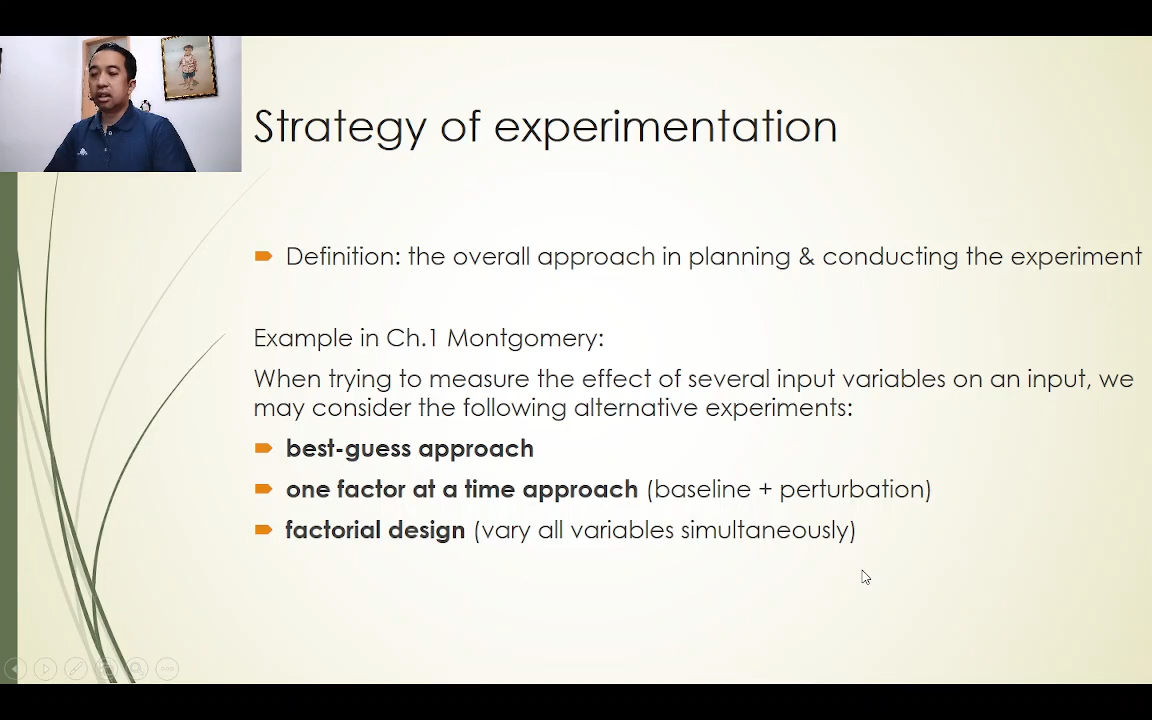 Strategy of experimentation
Definition: the overall approach in planning & conducting the experiment
Example in Ch.1 Montgomery:
When trying to measure the effect of several input variables on an input, we
may consider the following alternative experiments:
best-guess approach
one factor at a time approach (baseline + perturbation)
factorial design (vary all variables simultaneously)